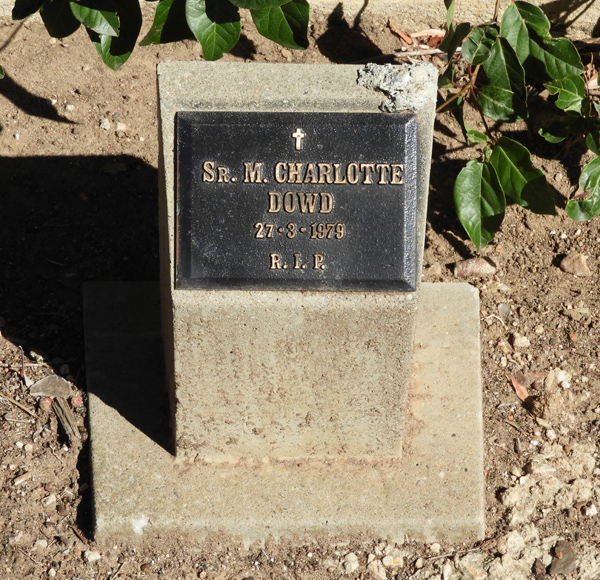 SR. M. CHARLOTTE
DOWD
27-3-1979
R. I. P.